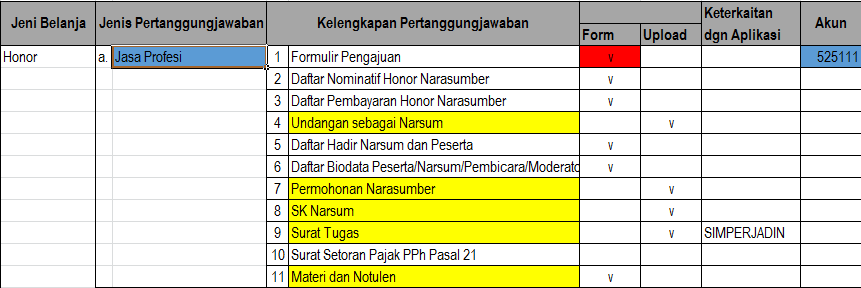 Jeni Belanja Jenis Pertanggungjawaban Kelengkapan Pertanggungjawaban Form Upload Keterkaitan dgn Aplikasi Akun
Honor a. Jasa Profesi 1 Formulir Pengajuan v 525111
2 Daftar Nominatif Honor Narasumber v
3 Daftar Pembayaran Honor Narasumber v
4 Undangan sebagai Narsum v
5 Daftar Hadir Narsum dan Peserta v
6 Daftar Biodata Peserta/Narsum/Pembicara/Moderato v
7 Permohonan Narasumber v
8 SK Narsum v
9 Surat Tugas v SIMPERJADIN
10 Surat Setoran Pajak PPh Pasal 21
11 Materi dan Notulen v